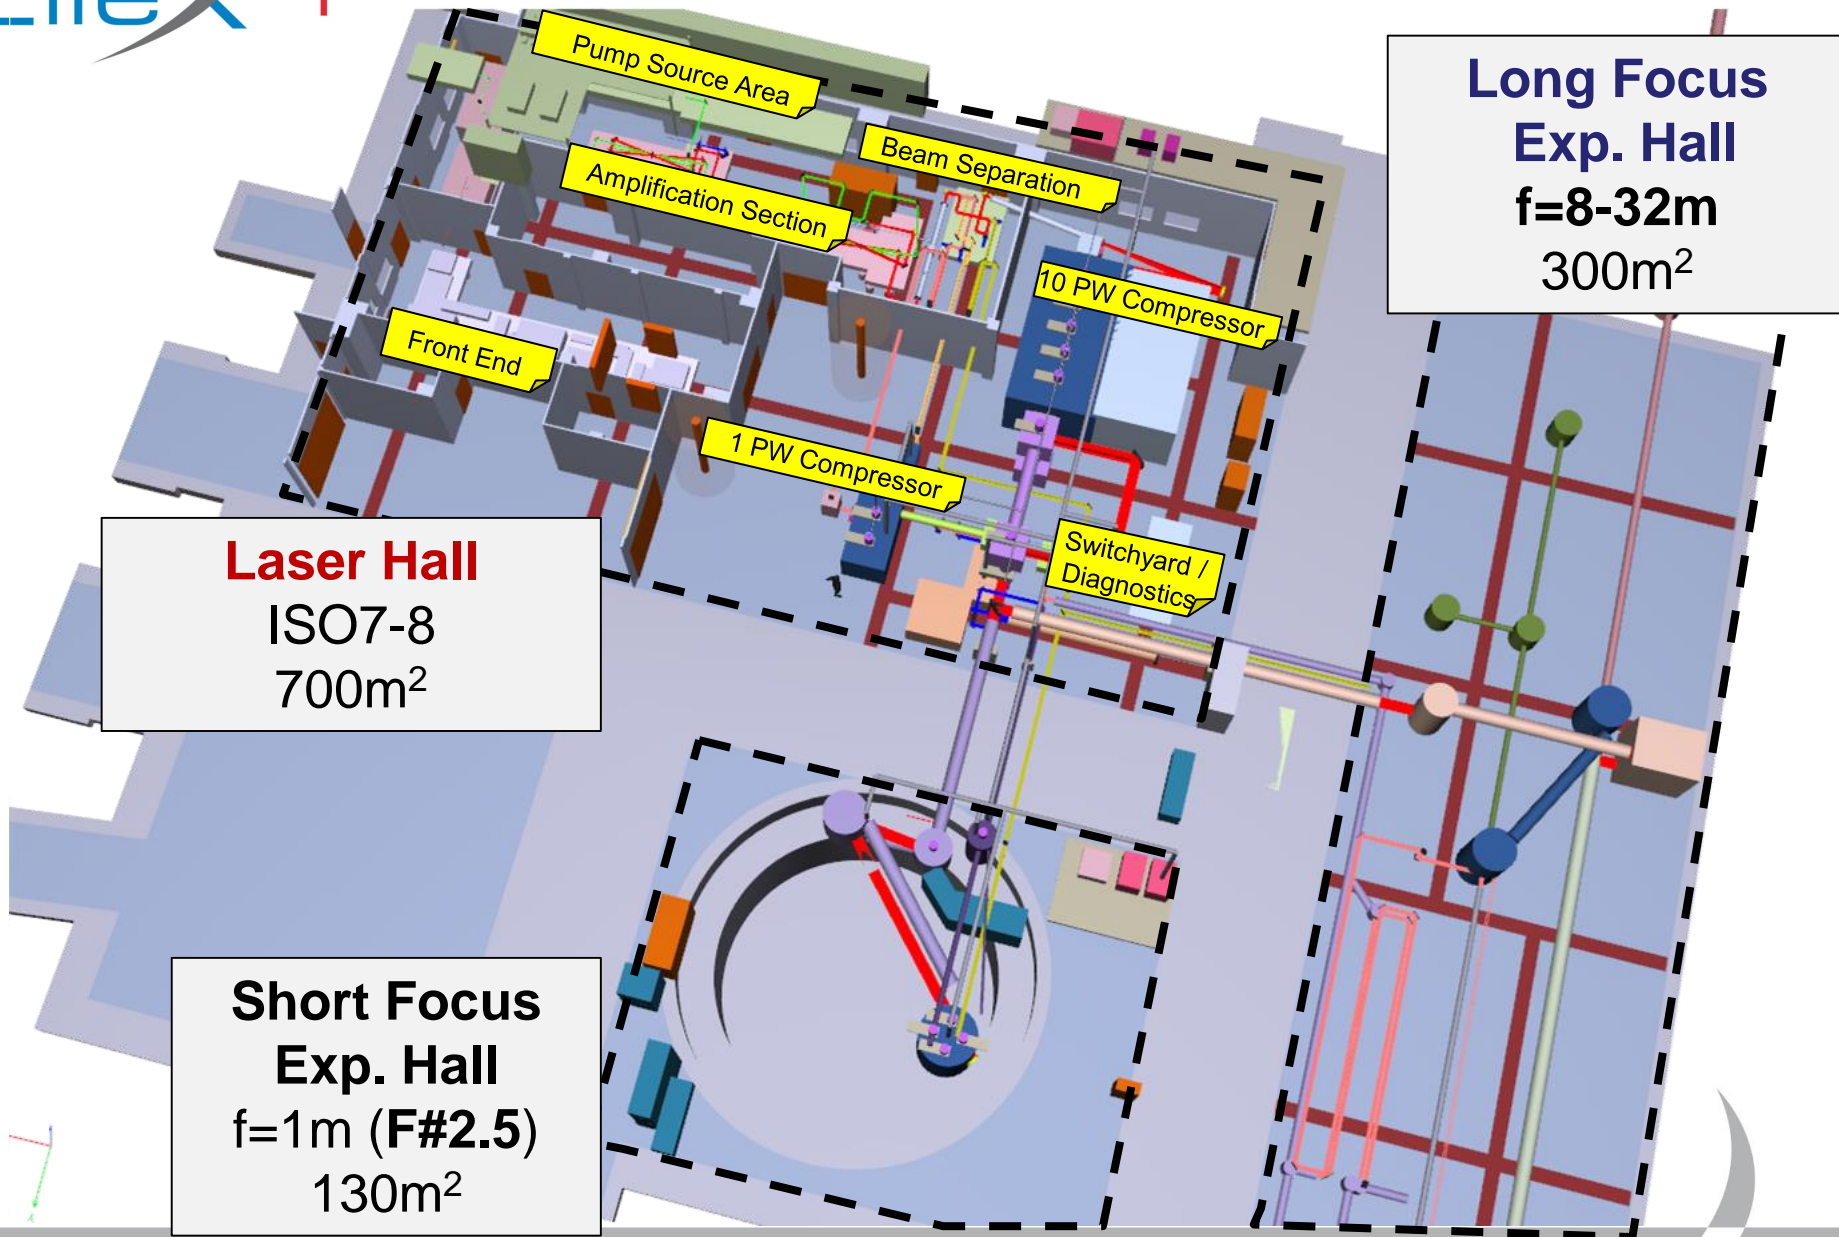 Pump Source Area
Beam Separation
Amplification Section
10 PW Compressor
Front End
1 PW Compressor
Switchyard /
Diagnostics
Long Focus
Exp. Hall
f=8-32m
300m²
Laser Hall
ISO7-8
700m²
Short Focus
Exp. Hall
f=1m (F#2.5)
130m²